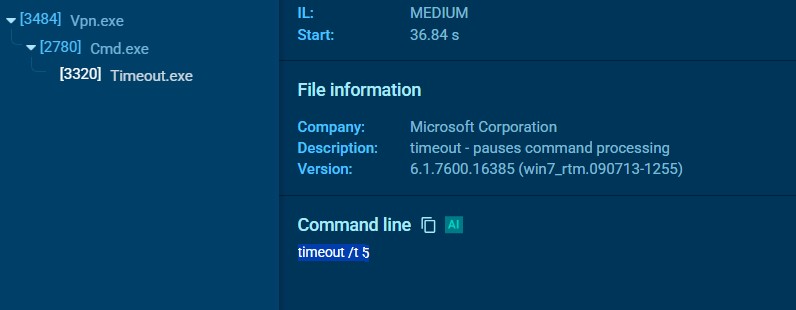 [3484] Vpn.exe
[2780] Cmd.exe
[3320] Timeout.exe
IL: MEDIUM
Start: 36.84 s
File information
Company: Microsoft Corporation
Description: timeout - pauses command processing
Version: 6.1.7600.16385 (win7_rtm.090713-1255)
Command line AI
timeout /t 5